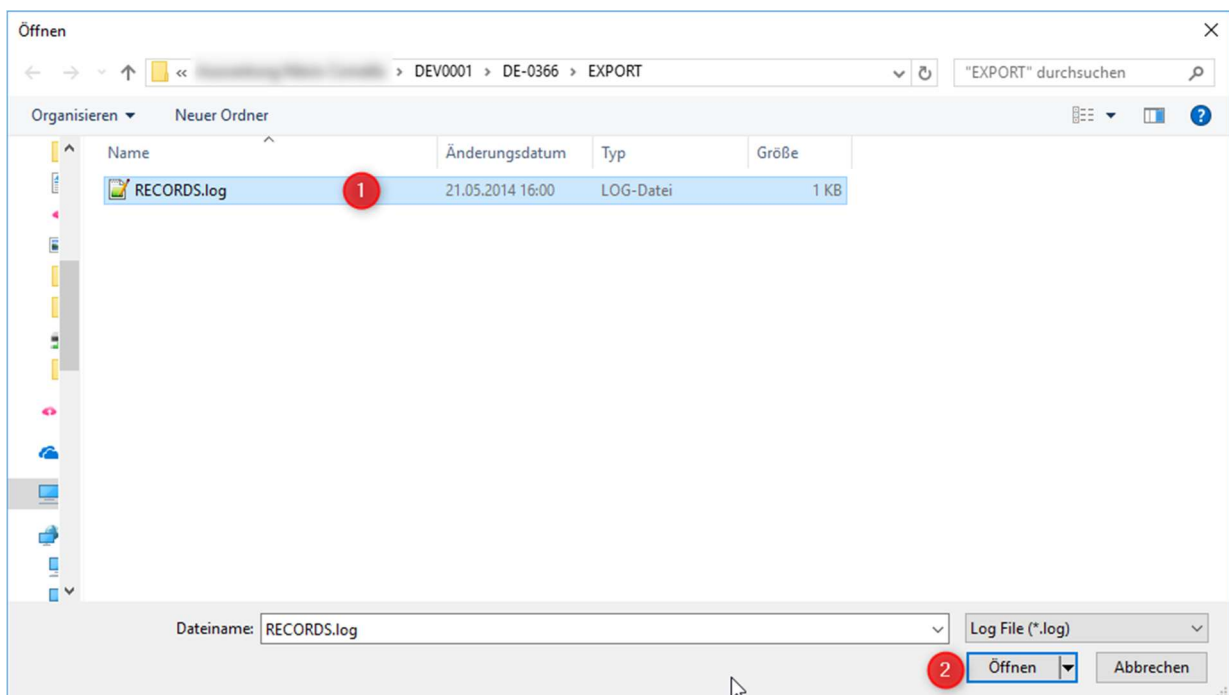 Öffnen
« > DEV0001 > DE-0366 > EXPORT "EXPORT" durchsuchen
Organisieren Neuer Ordner
Name Änderungsdatum Typ Größe
RECORDS.log 1 21.05.2014 16:00 LOG-Datei 1 KB
Dateiname: RECORDS.log Log File (*.log)
2 Öffnen Abbrechen